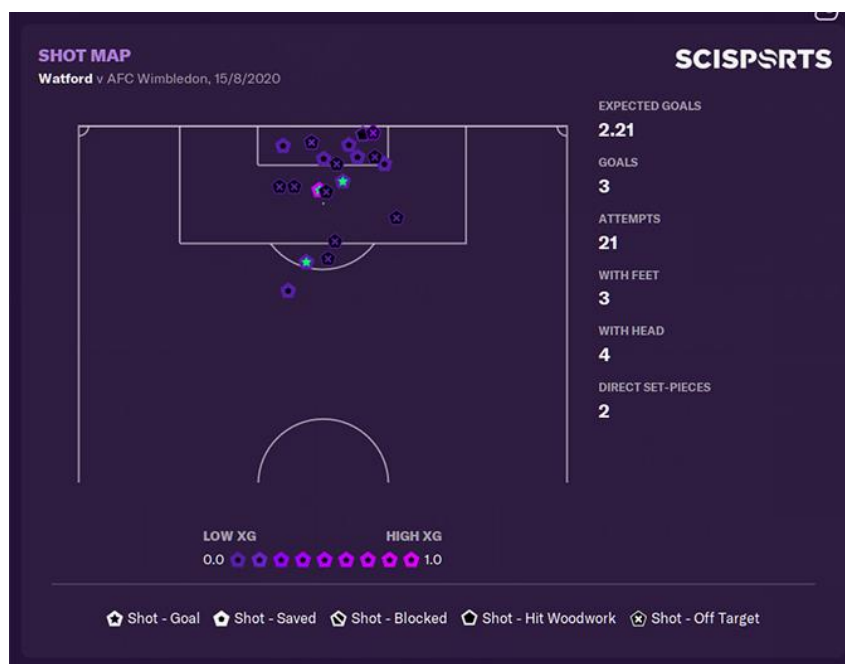 SHOT MAP
Watford v AFC Wimbledon, 15/8/2020
SCISPORTS
EXPECTED GOALS
2.21
GOALS
3
ATTEMPTS
21
WITH FEET
3
WITH HEAD
4
DIRECT SET-PIECES
2
LOW XG HIGH XG
0.0 1.0
Shot - Goal Shot - Saved Shot - Blocked Shot - Hit Woodwork Shot - Off Target